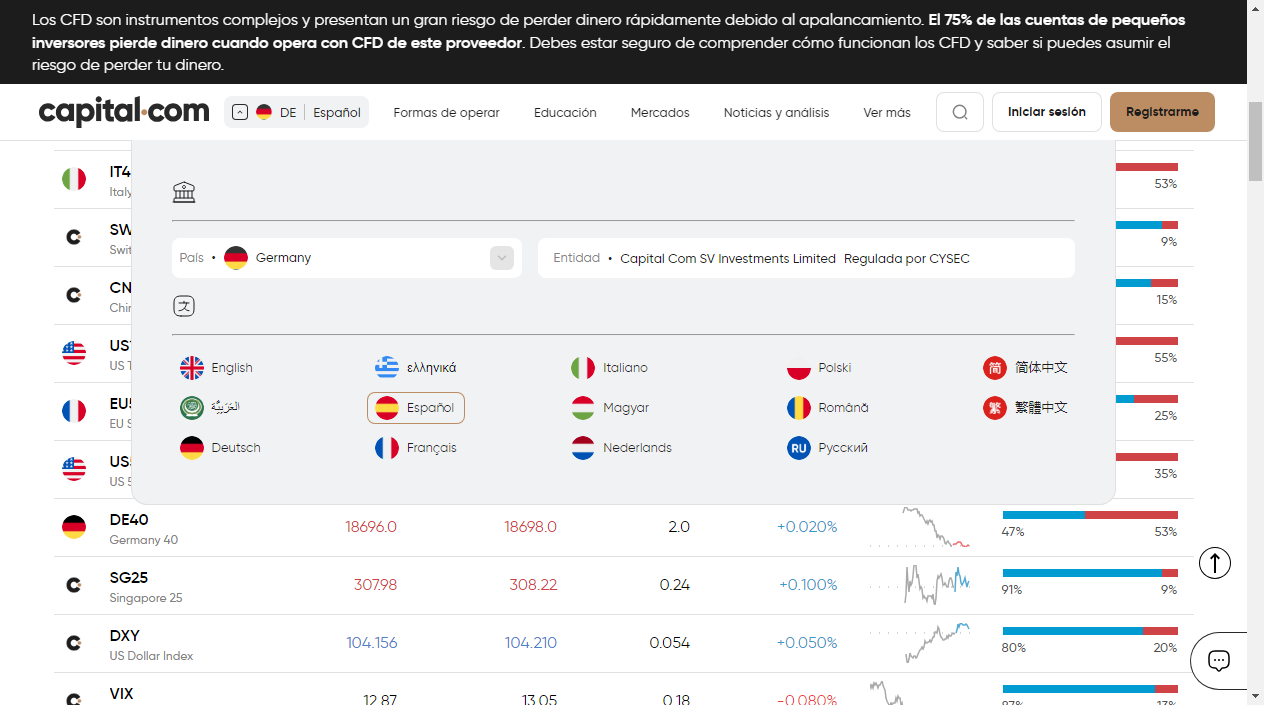 Los CFD son instrumentos complejos y presentan un gran riesgo de perder dinero rápidamente debido al apalancamiento. El 75% de las cuentas de pequeños
inversores pierde dinero cuando opera con CFD de este proveedor. Debes estar seguro de comprender cómo funcionan los CFD y saber si puedes asumir el
riesgo de perder tu dinero.
capital.com DE Español Formas de operar Educación Mercados Noticias y análisis Ver más Iniciar sesión Registrarme
IT4
Italy
53%
SW
Swit
9%
País • Germany Entidad • Capital Com SV Investments Limited Regulada por CYSEC
CN
15%
US
US T
55%
English ελληνικά Italiano Polski 简 简体中文
العَرَبِيَّة Español Magyar Română 繁 繁體中文
EU
EU S
25%
Deutsch Français Nederlands RU Русский
US
US 5
35%
DE40 18696.0 18698.0 2.0 +0.020%
Germany 40 47% 53%
SG25 307.98 308.22 0.24 +0.100%
Singapore 25 91% 9%
DXY 104.156 104.210 0.054 +0.050%
US Dollar Index 80% 20%
VIX 12.87 13.05 0.18 -0.080%